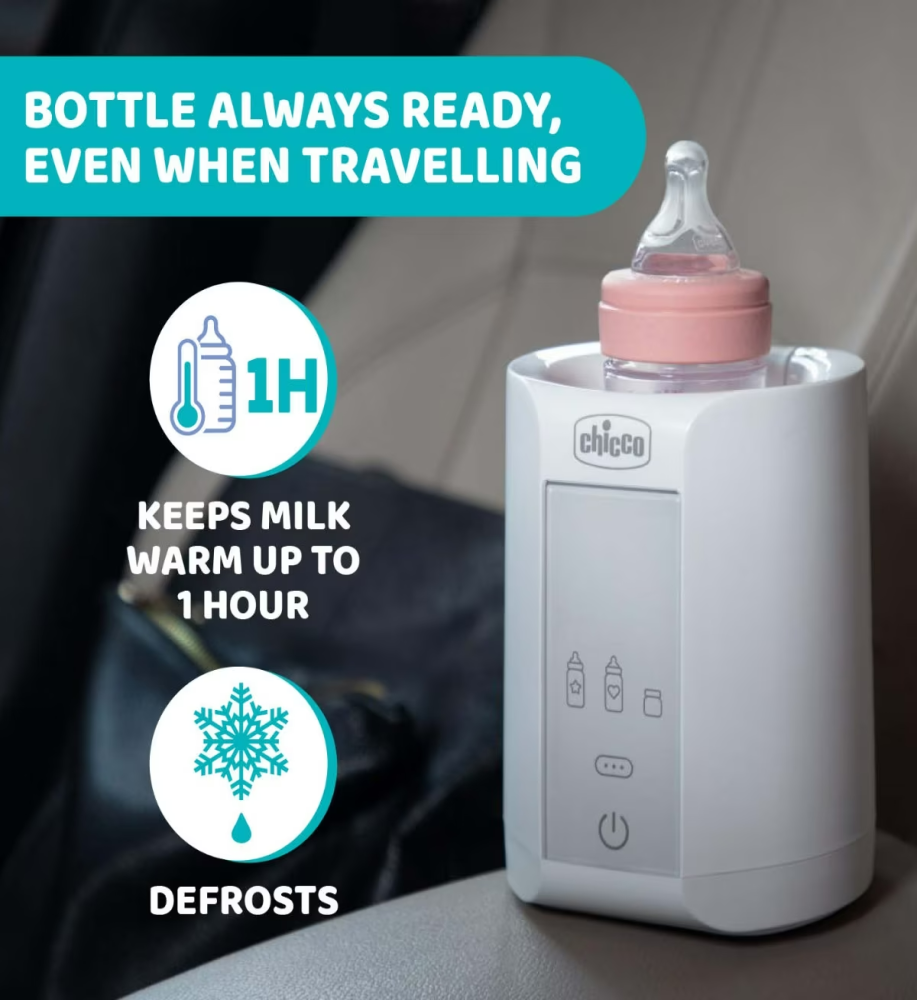 BOTTLE ALWAYS READY,
EVEN WHEN TRAVELLING
1H
KEEPS MILK
WARM UP TO
1 HOUR
DEFROSTS
chicco